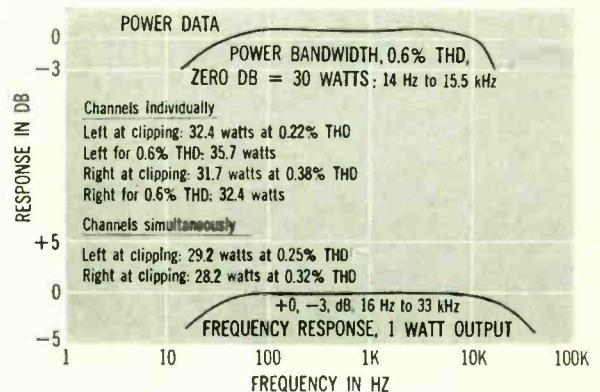 POWER DATA
0
POWER BANDWIDTH, 0.6% THD,
-3
ZERO DB = 30 WATTS; 14 Hz to 15.5 kHz
Channels individually
Left at clipping: 32.4 watts at 0.22% THD
Left for 0.6% THD: 35.7 watts
Right at clipping: 31.7 watts at 0.38% THD
Right for 0.6% THD: 32.4 watts
RESPONSE IN DB
Channels simultaneously
+5
Left at clipping: 29.2 watts at 0.25% THD
Right at clipping: 28.2 watts at 0.32% THD
0
+0, -3, dB, 16 Hz to 33 kHz
FREQUENCY RESPONSE, 1 WATT OUTPUT
-5
1 10 100 1K 10K 100K
FREQUENCY IN HZ